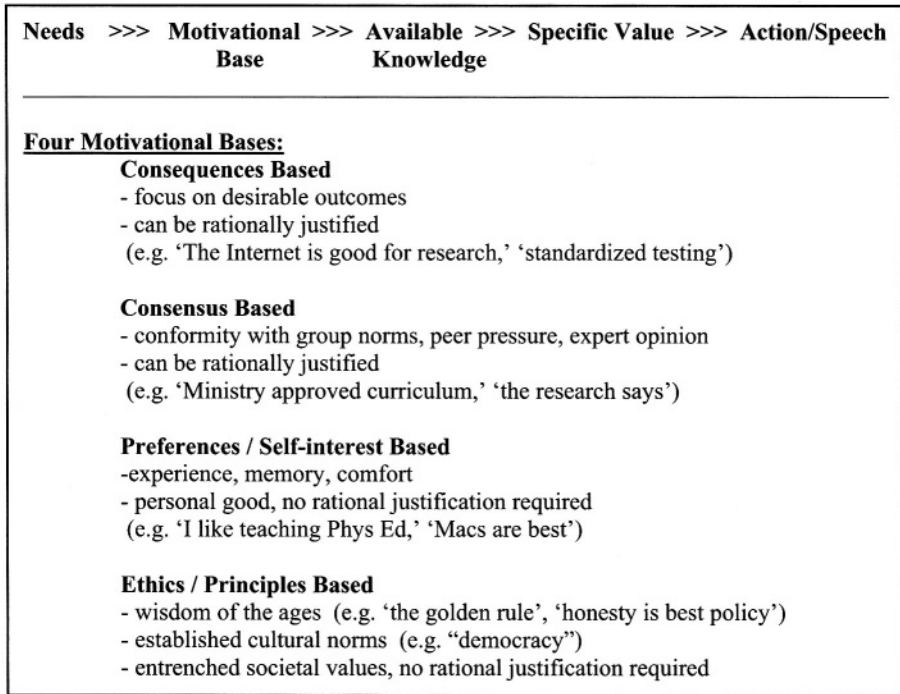 Needs >>> Motivational >>> Available >>> Specific Value >>> Action/Speech
Base Knowledge
Four Motivational Bases:
Consequences Based
- focus on desirable outcomes
- can be rationally justified
(e.g. ‘The Internet is good for research,’ ‘standardized testing’)
Consensus Based
- conformity with group norms, peer pressure, expert opinion
- can be rationally justified
(e.g. ‘Ministry approved curriculum,’ ‘the research says’)
Preferences / Self-interest Based
-experience, memory, comfort
- personal good, no rational justification required
(e.g. ‘I like teaching Phys Ed,’ ‘Macs are best’)
Ethics / Principles Based
- wisdom of the ages (e.g. ‘the golden rule’, ‘honesty is best policy’)
- established cultural norms (e.g. “democracy”)
- entrenched societal values, no rational justification required